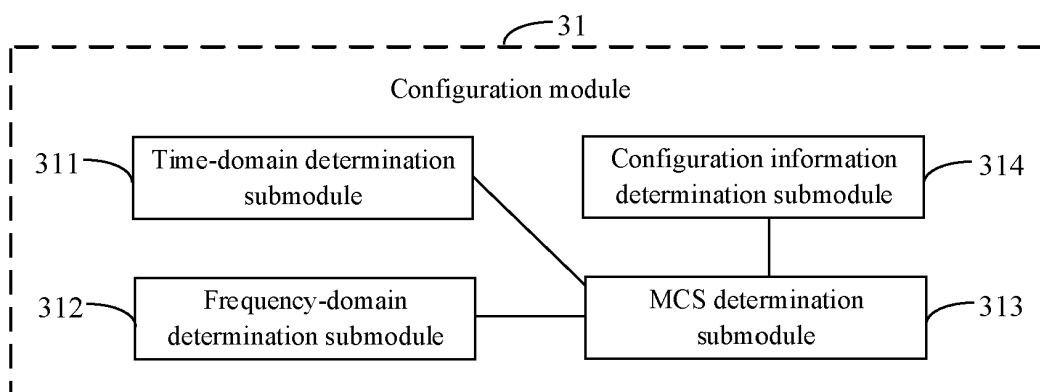 31
Configuration module
311
Time-domain determination
submodule
Configuration information
determination submodule
314
312
Frequency-domain
determination submodule
MCS determination
submodule
313